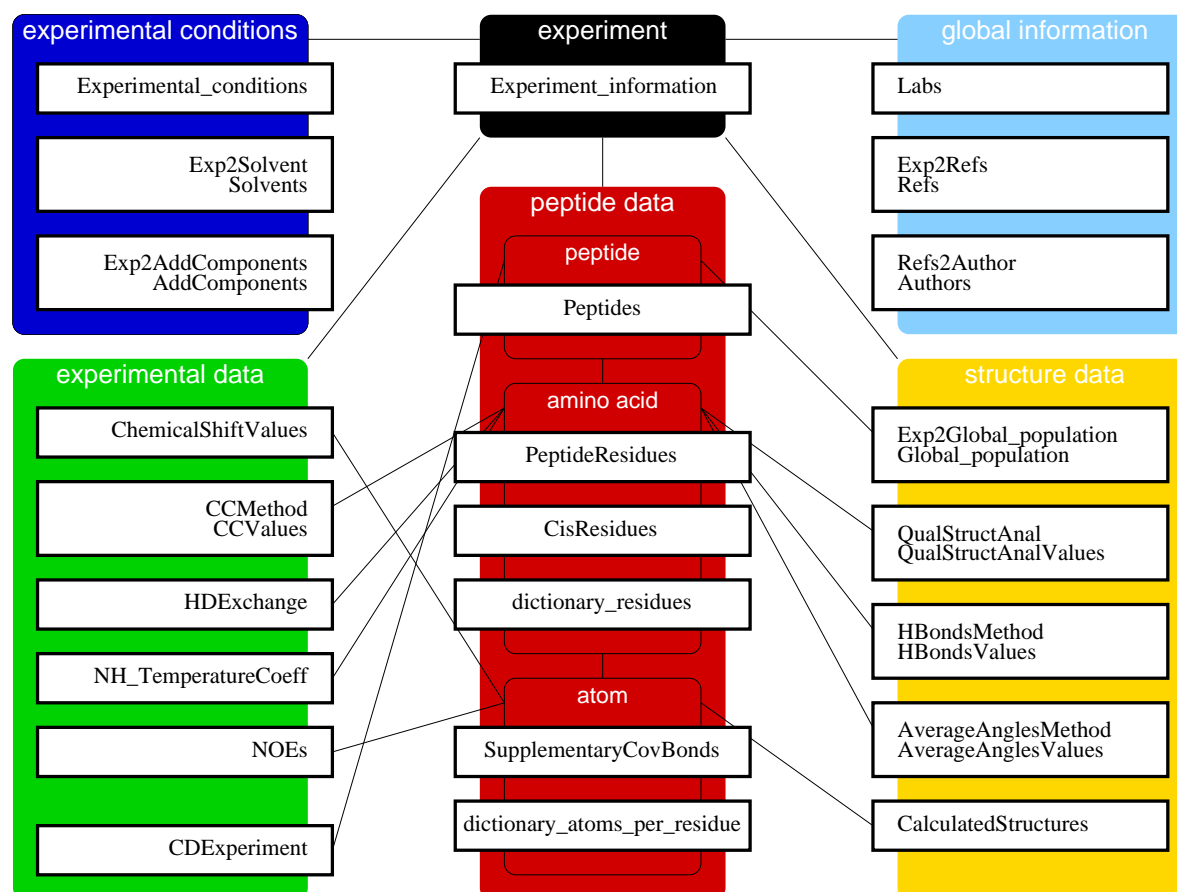 experimental conditions
Experimental_conditions
Exp2Solvent
Solvents
Exp2AddComponents
AddComponents
experiment
Experiment_information
global information
Labs
Exp2Refs
Refs
Refs2Author
Authors
experimental data
ChemicalShiftValues
CCMethod
CCValues
HDExchange
NH_TemperatureCoeff
NOEs
CDExperiment
peptide data
peptide
Peptides
amino acid
PeptideResidues
CisResidues
dictionary_residues
atom
SupplementaryCovBonds
dictionary_atoms_per_residue
structure data
Exp2Global_population
Global_population
QualStructAnal
QualStructAnalValues
HBondsMethod
HBondsValues
AverageAnglesMethod
AverageAnglesValues
CalculatedStructures